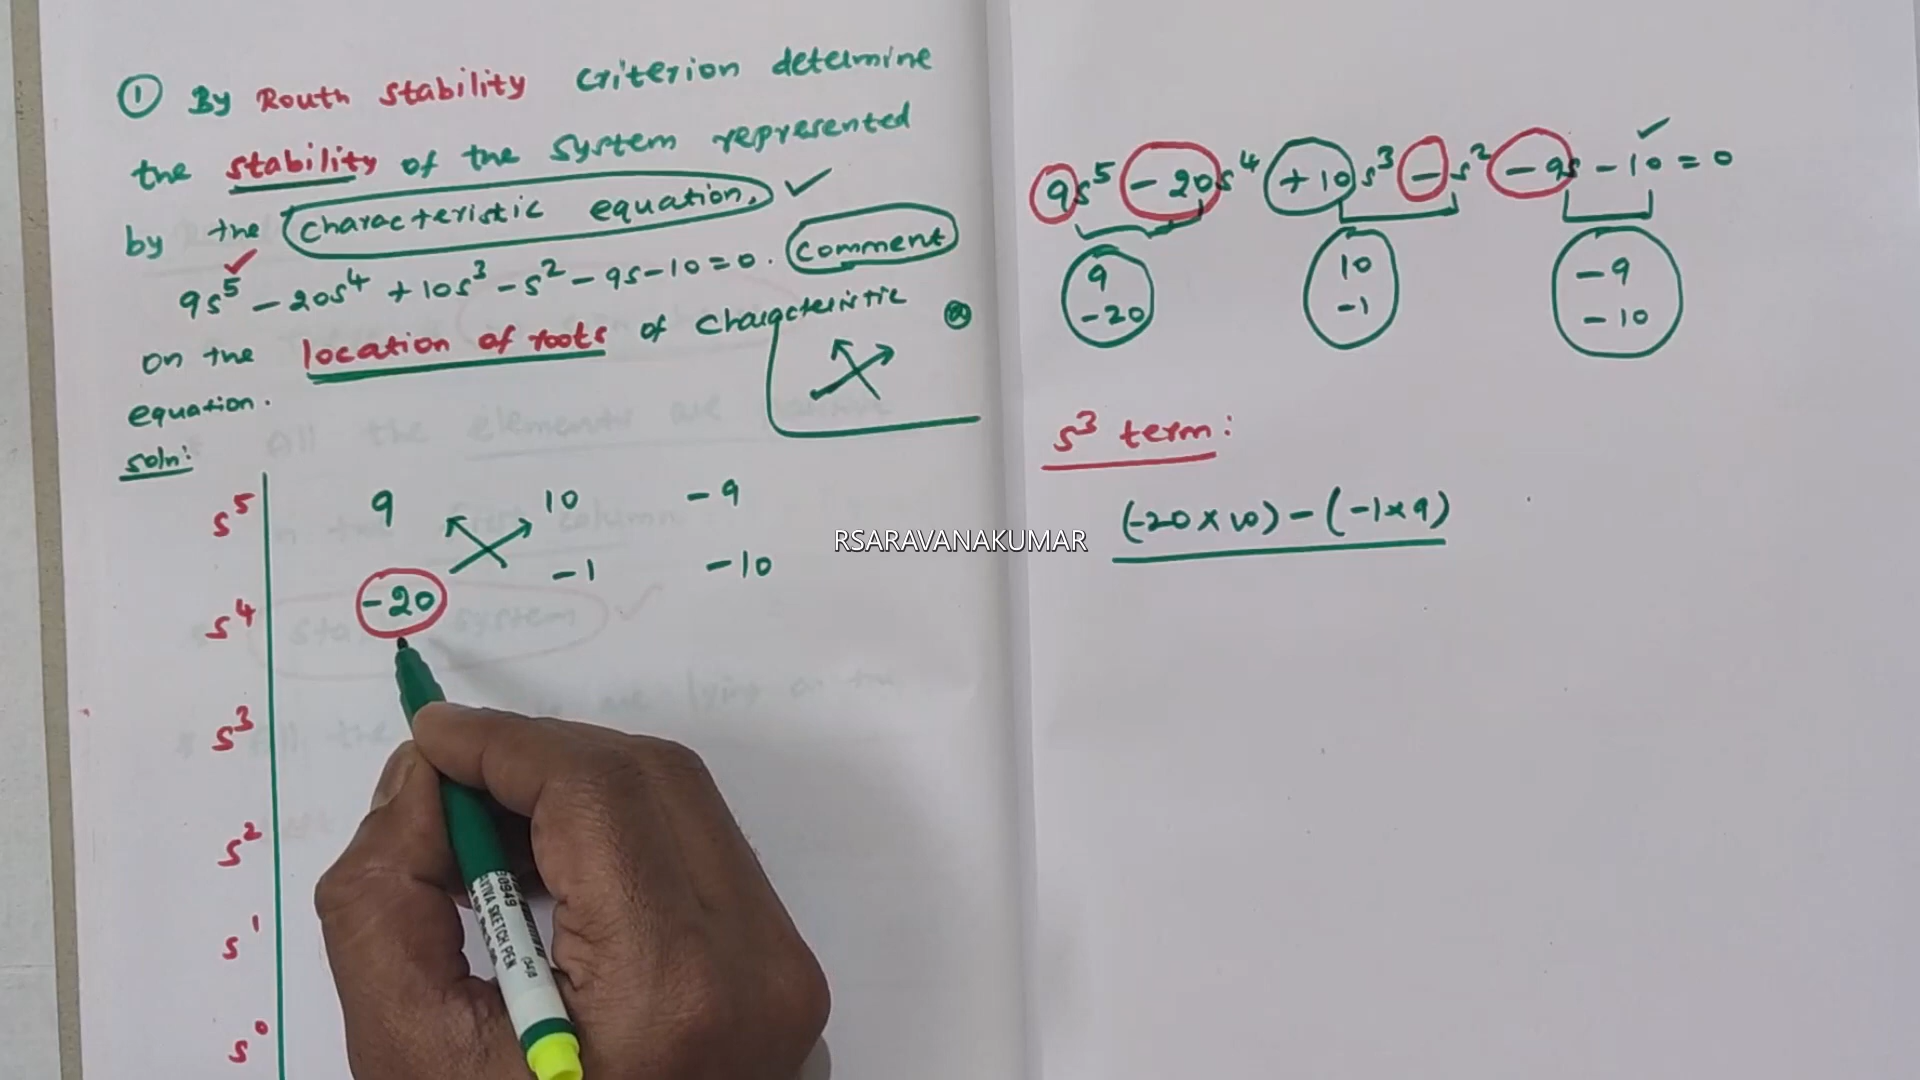 ① By Routh stability criterion determine
the stability of the system represented
by the characteristic equation.
9s⁵ - 20s⁴ + 10s³ - s² - 9s - 10 = 0. comment
on the location of roots of characteristic
equation.
soln:
s⁵ 9 10 -9
s⁴ -20 -1 -10
s³
s²
s¹
s⁰
9s⁵ - 20s⁴ + 10s³ - s² - 9s - 10 = 0
9 10 -9
-20 -1 -10
s³ term:
(-20 × 10) - (-1 × 9)
RSARAVANAKUMAR